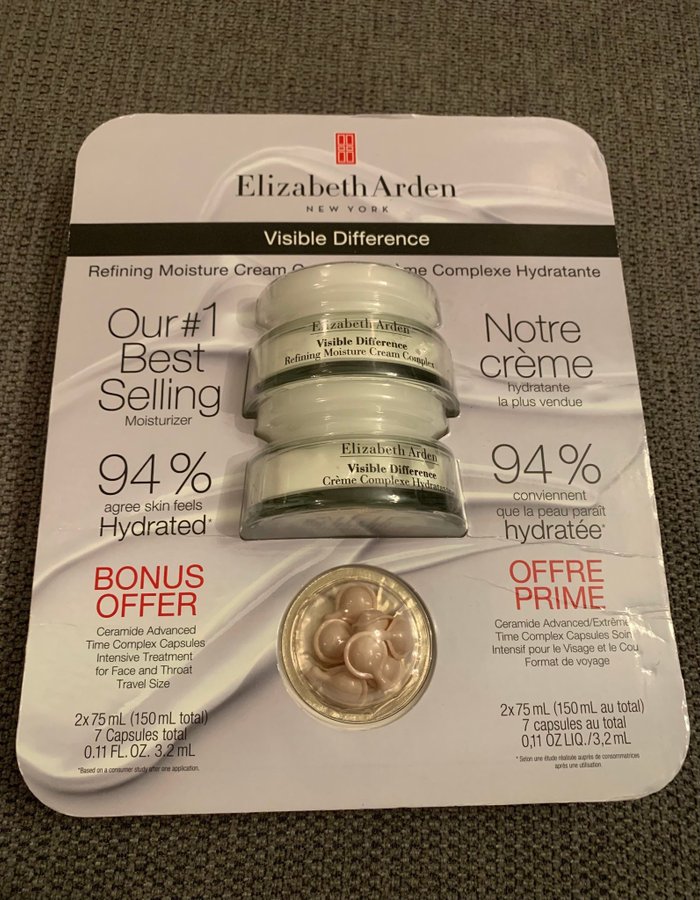 Elizabeth Arden
NEW YORK
Visible Difference
Refining Moisture Cream Complexe Hydratante
Our #1
Best
Selling
Moisturizer
94%
agree skin feels
Hydrated*
BONUS
OFFER
Ceramide Advanced
Time Complex Capsules
Intensive Treatment
for Face and Throat
Travel Size
2x75 mL (150 mL total)
7 Capsules total
0.11 FL. OZ. 3.2 mL
*Based on a consumer study after one application.
Elizabeth Arden
Visible Difference
Refining Moisture Cream Complex
Elizabeth Arden
Visible Difference
Crème Complexe Hydratan
Notre
crème
hydratante
la plus vendue
94%
conviennent
que la peau paraît
hydratée*
OFFRE
PRIME
Ceramide Advanced/Extrême
Time Complex Capsules Soin
Intensif pour le Visage et le Cou
Format de voyage
2x75 mL (150 mL au total)
7 capsules au total
0,11 OZ LIQ./3,2 mL
* Selon une étude réalisée auprès de consommatrices
après une utilisation.